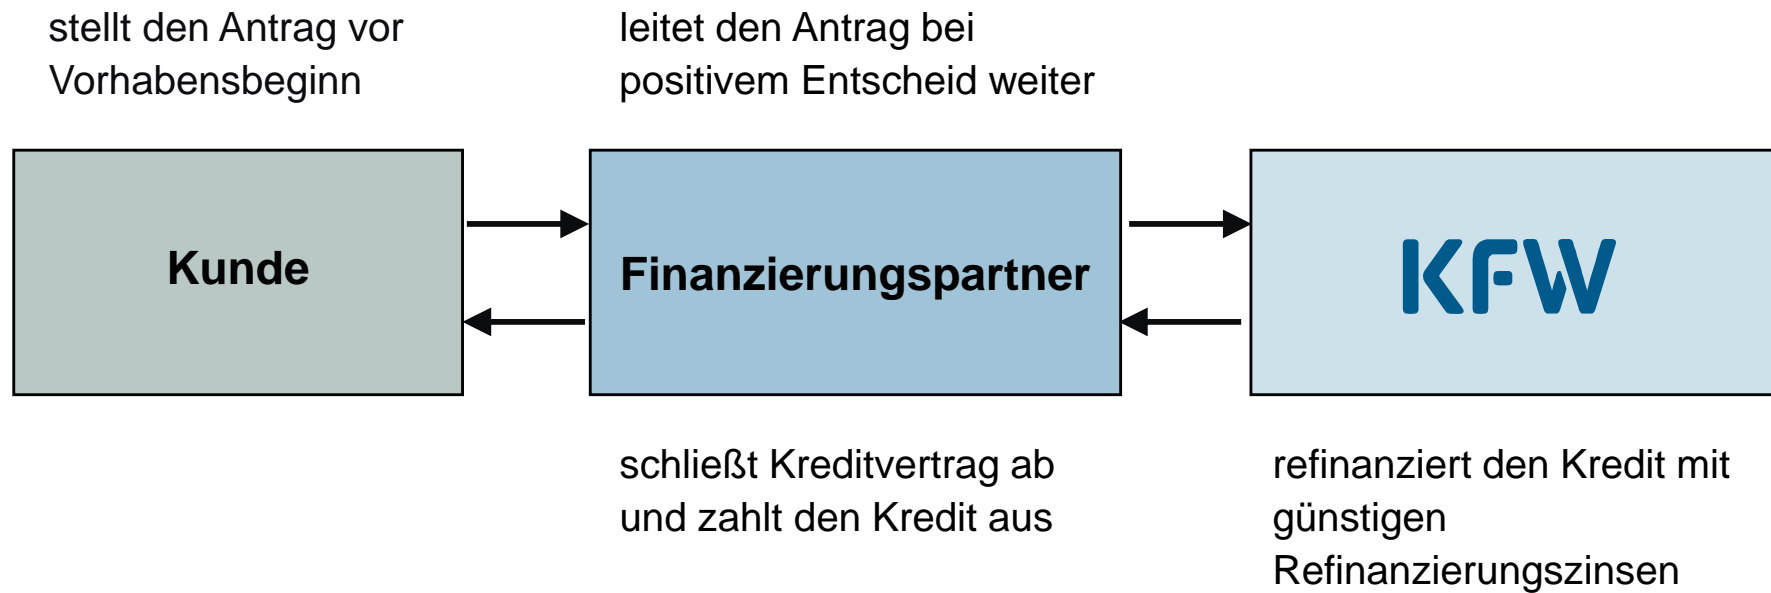 stellt den Antrag vor
Vorhabensbeginn
leitet den Antrag bei
positivem Entscheid weiter
Kunde
Finanzierungspartner
KFW
schließt Kreditvertrag ab
und zahlt den Kredit aus
refinanziert den Kredit mit
günstigen
Refinanzierungszinsen